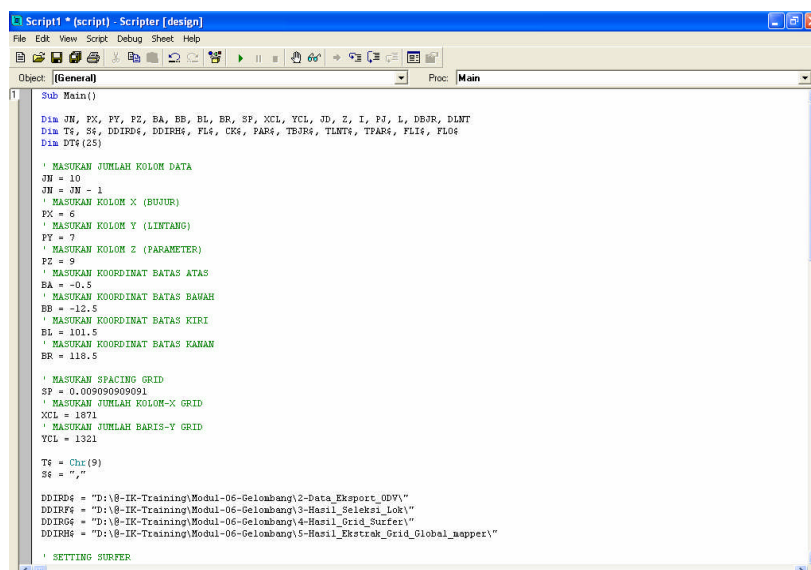 Script1 * (script) - Scripter [design]
File Edit View Script Debug Sheet Help
Object: (General) Proc: Main
1
Sub Main()
Dim JN, PX, PY, PZ, BA, BB, BL, BR, SP, XCL, YCL, JD, Z, I, PJ, L, DBJR, DLNT
Dim T$, S$, DDIRD$, DDIRH$, FL$, CK$, PAR$, TBJR$, TLNT$, TPAR$, FLI$, FLO$
Dim DT$(25)
' MASUKAN JUMLAH KOLOM DATA
JN = 10
JN = JN - 1
' MASUKAN KOLOM X (BUJUR)
PX = 6
' MASUKAN KOLOM Y (LINTANG)
PY = 7
' MASUKAN KOLOM Z (PARAMETER)
PZ = 9
' MASUKAN KOORDINAT BATAS ATAS
BA = -0.5
' MASUKAN KOORDINAT BATAS BAWAH
BB = -12.5
' MASUKAN KOORDINAT BATAS KIRI
BL = 101.5
' MASUKAN KOORDINAT BATAS KANAN
BR = 118.5
' MASUKAN SPACING GRID
SP = 0.009090909091
' MASUKAN JUMLAH KOLOM-X GRID
XCL = 1871
' MASUKAN JUMLAH BARIS-Y GRID
YCL = 1321
T$ = Chr(9)
S$ = ","
DDIRD$ = "D:\@-IK-Training\Modul-06-Gelombang\2-Data_Eksport_ODV\"
DDIRF$ = "D:\@-IK-Training\Modul-06-Gelombang\3-Hasil_Seleksi_Lok\"
DDIRG$ = "D:\@-IK-Training\Modul-06-Gelombang\4-Hasil_Grid_Surfer\"
DDIRH$ = "D:\@-IK-Training\Modul-06-Gelombang\5-Hasil_Ekstrak_Grid_Global_mapper\"
' SETTING SURFER